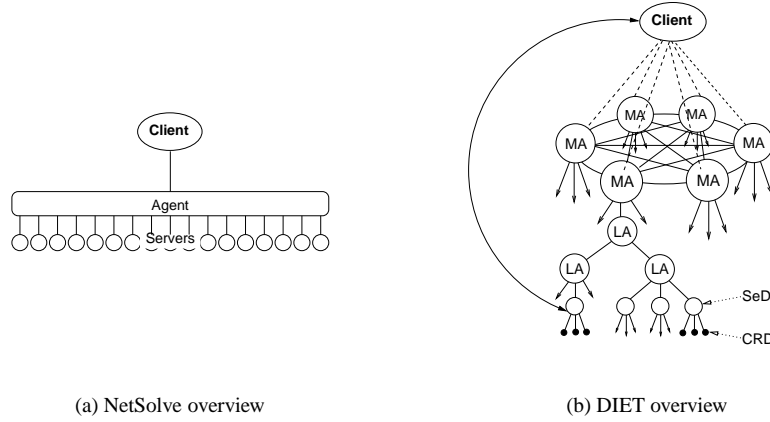 Client
Agent
Servers
(a) NetSolve overview
Client
MA
MA
MA
MA
MA
MA
LA
LA
LA
SeD
CRD
(b) DIET overview